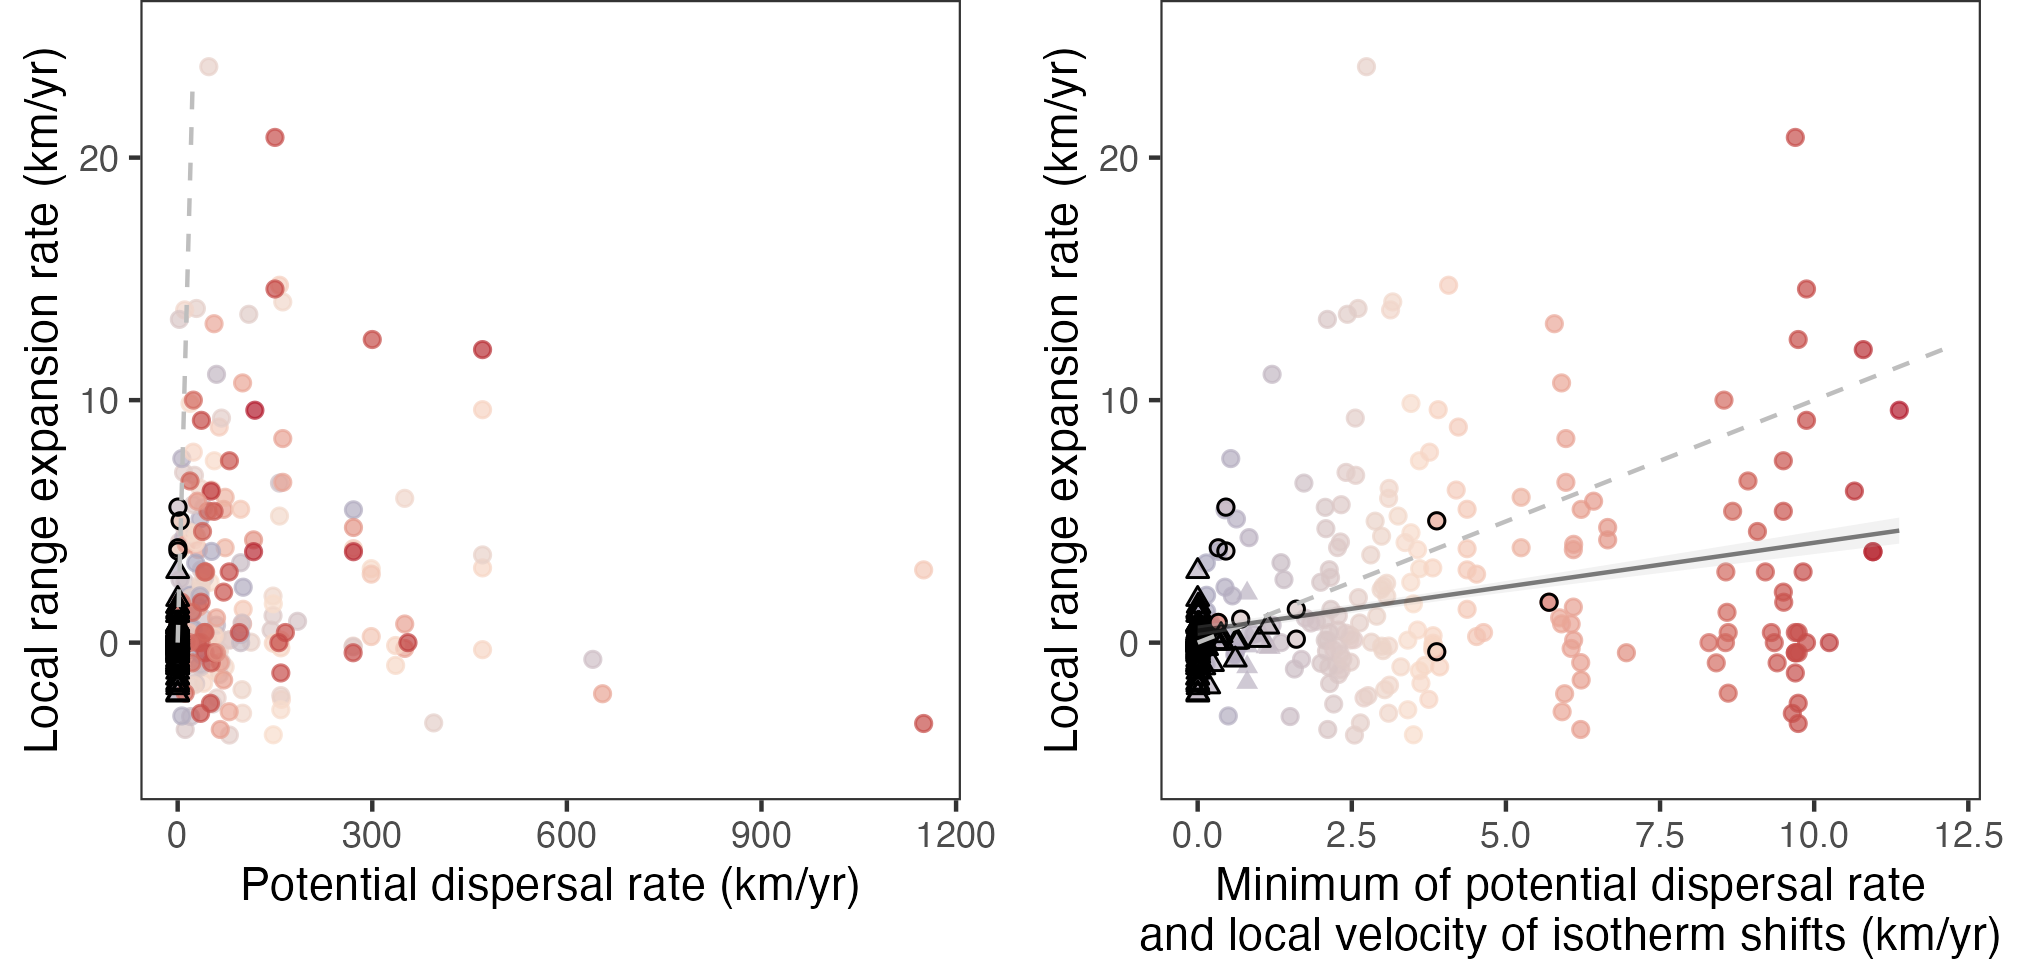 Local range expansion rate (km/yr)
20
10
0
0 300 600 900 1200
Potential dispersal rate (km/yr)
Local range expansion rate (km/yr)
20
10
0
0.0 2.5 5.0 7.5 10.0 12.5
Minimum of potential dispersal rate
and local velocity of isotherm shifts (km/yr)